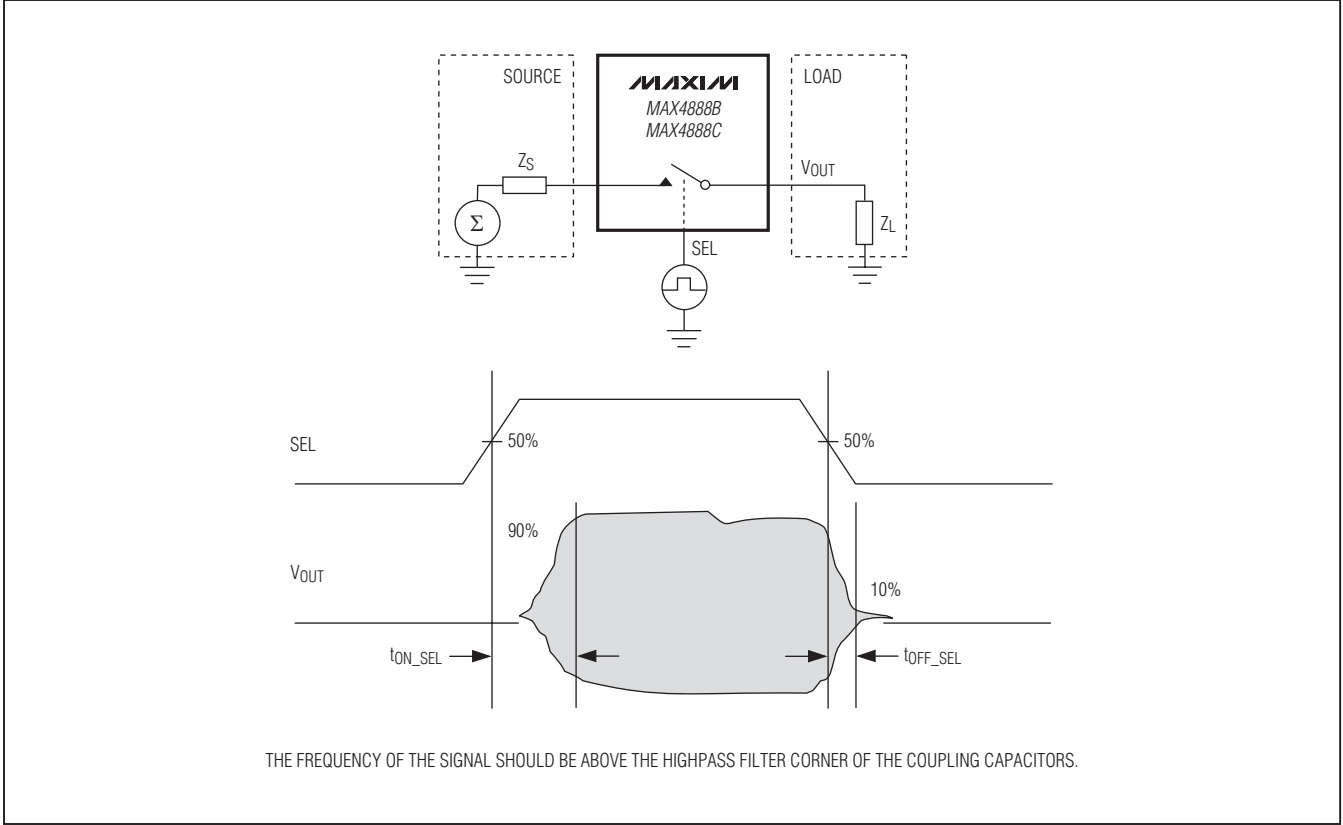 SOURCE
MAXIM
LOAD
MAX4888B
MAX4888C
ZS
VOUT
Σ
ZL
SEL
SEL
50%
50%
90%
VOUT
10%
tON_SEL
tOFF_SEL
THE FREQUENCY OF THE SIGNAL SHOULD BE ABOVE THE HIGHPASS FILTER CORNER OF THE COUPLING CAPACITORS.